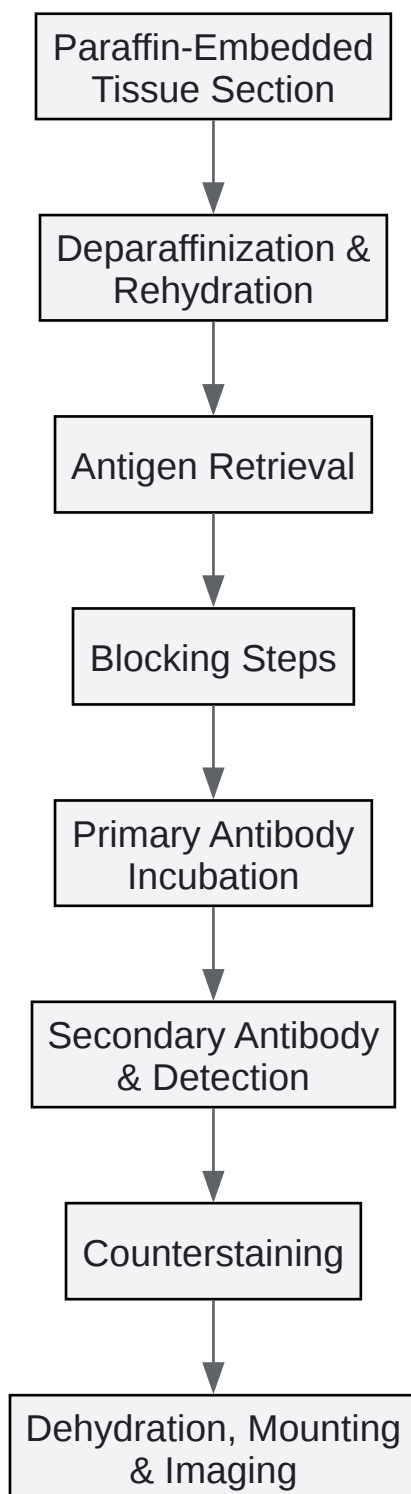 Paraffin-Embedded
Tissue Section
Deparaffinization &
Rehydration
Antigen Retrieval
Blocking Steps
Primary Antibody
Incubation
Secondary Antibody
& Detection
Counterstaining
Dehydration, Mounting
& Imaging